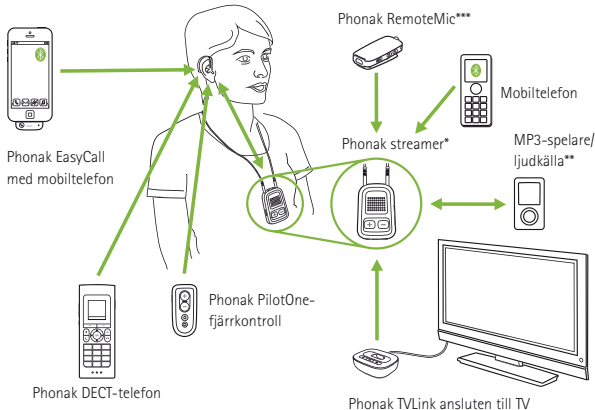 Phonak RemoteMic***
Mobiltelefon
Phonak streamer*
MP3-spelare/
ljudkälla**
Phonak EasyCall
med mobiltelefon
Phonak PilotOne-
fjärrkontroll
Phonak DECT-telefon
Phonak TVLink ansluten till TV